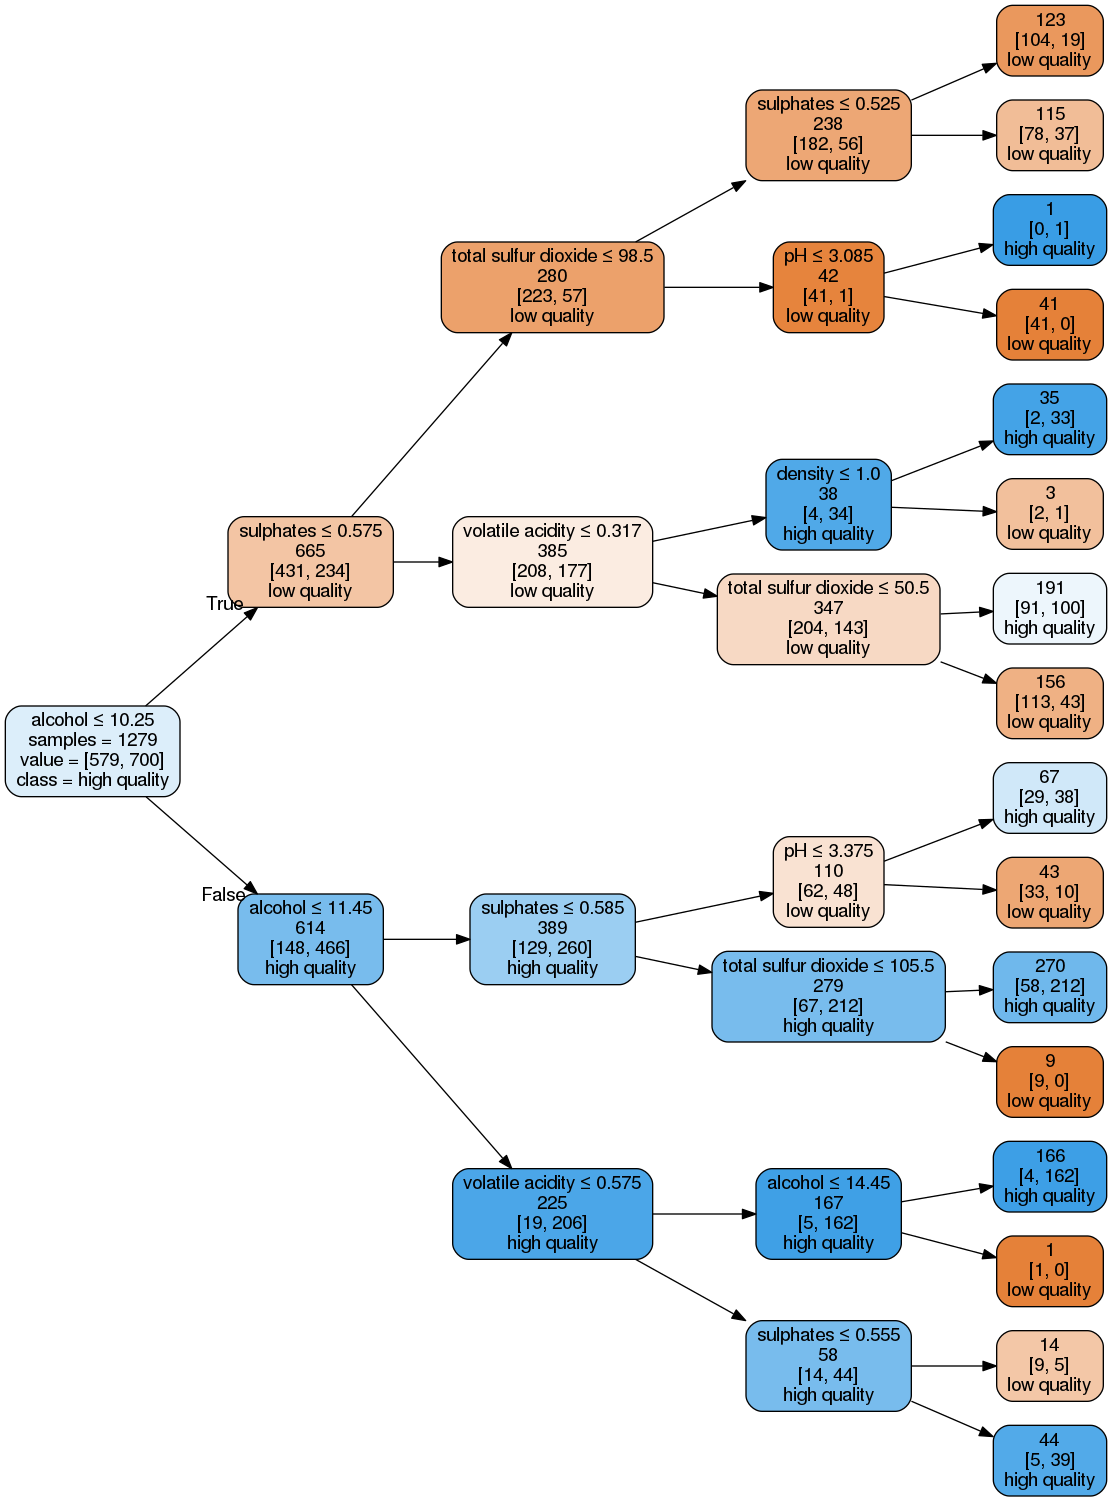 alcohol ≤ 10.25
samples = 1279
value = [579, 700]
class = high quality
True
False
sulphates ≤ 0.575
665
[431, 234]
low quality
alcohol ≤ 11.45
614
[148, 466]
high quality
total sulfur dioxide ≤ 98.5
280
[223, 57]
low quality
volatile acidity ≤ 0.317
385
[208, 177]
low quality
sulphates ≤ 0.585
389
[129, 260]
high quality
volatile acidity ≤ 0.575
225
[19, 206]
high quality
sulphates ≤ 0.525
238
[182, 56]
low quality
pH ≤ 3.085
42
[41, 1]
low quality
density ≤ 1.0
38
[4, 34]
high quality
total sulfur dioxide ≤ 50.5
347
[204, 143]
low quality
pH ≤ 3.375
110
[62, 48]
low quality
total sulfur dioxide ≤ 105.5
279
[67, 212]
high quality
alcohol ≤ 14.45
167
[5, 162]
high quality
sulphates ≤ 0.555
58
[14, 44]
high quality
123
[104, 19]
low quality
115
[78, 37]
low quality
1
[0, 1]
high quality
41
[41, 0]
low quality
35
[2, 33]
high quality
3
[2, 1]
low quality
191
[91, 100]
high quality
156
[113, 43]
low quality
67
[29, 38]
high quality
43
[33, 10]
low quality
270
[58, 212]
high quality
9
[9, 0]
low quality
166
[4, 162]
high quality
1
[1, 0]
low quality
14
[9, 5]
low quality
44
[5, 39]
high quality